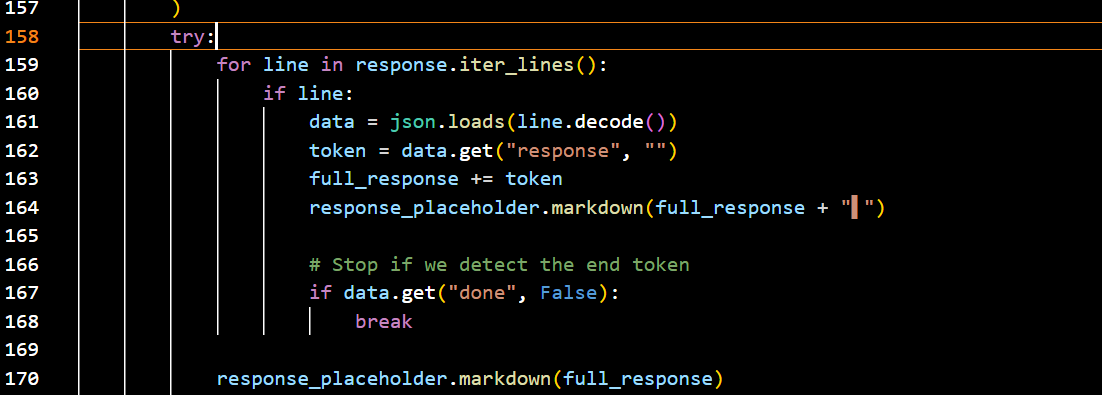 157 )
158 try:
159 for line in response.iter_lines():
160 if line:
161 data = json.loads(line.decode())
162 token = data.get("response", "")
163 full_response += token
164 response_placeholder.markdown(full_response + "▌")
165
166 # Stop if we detect the end token
167 if data.get("done", False):
168 break
169
170 response_placeholder.markdown(full_response)